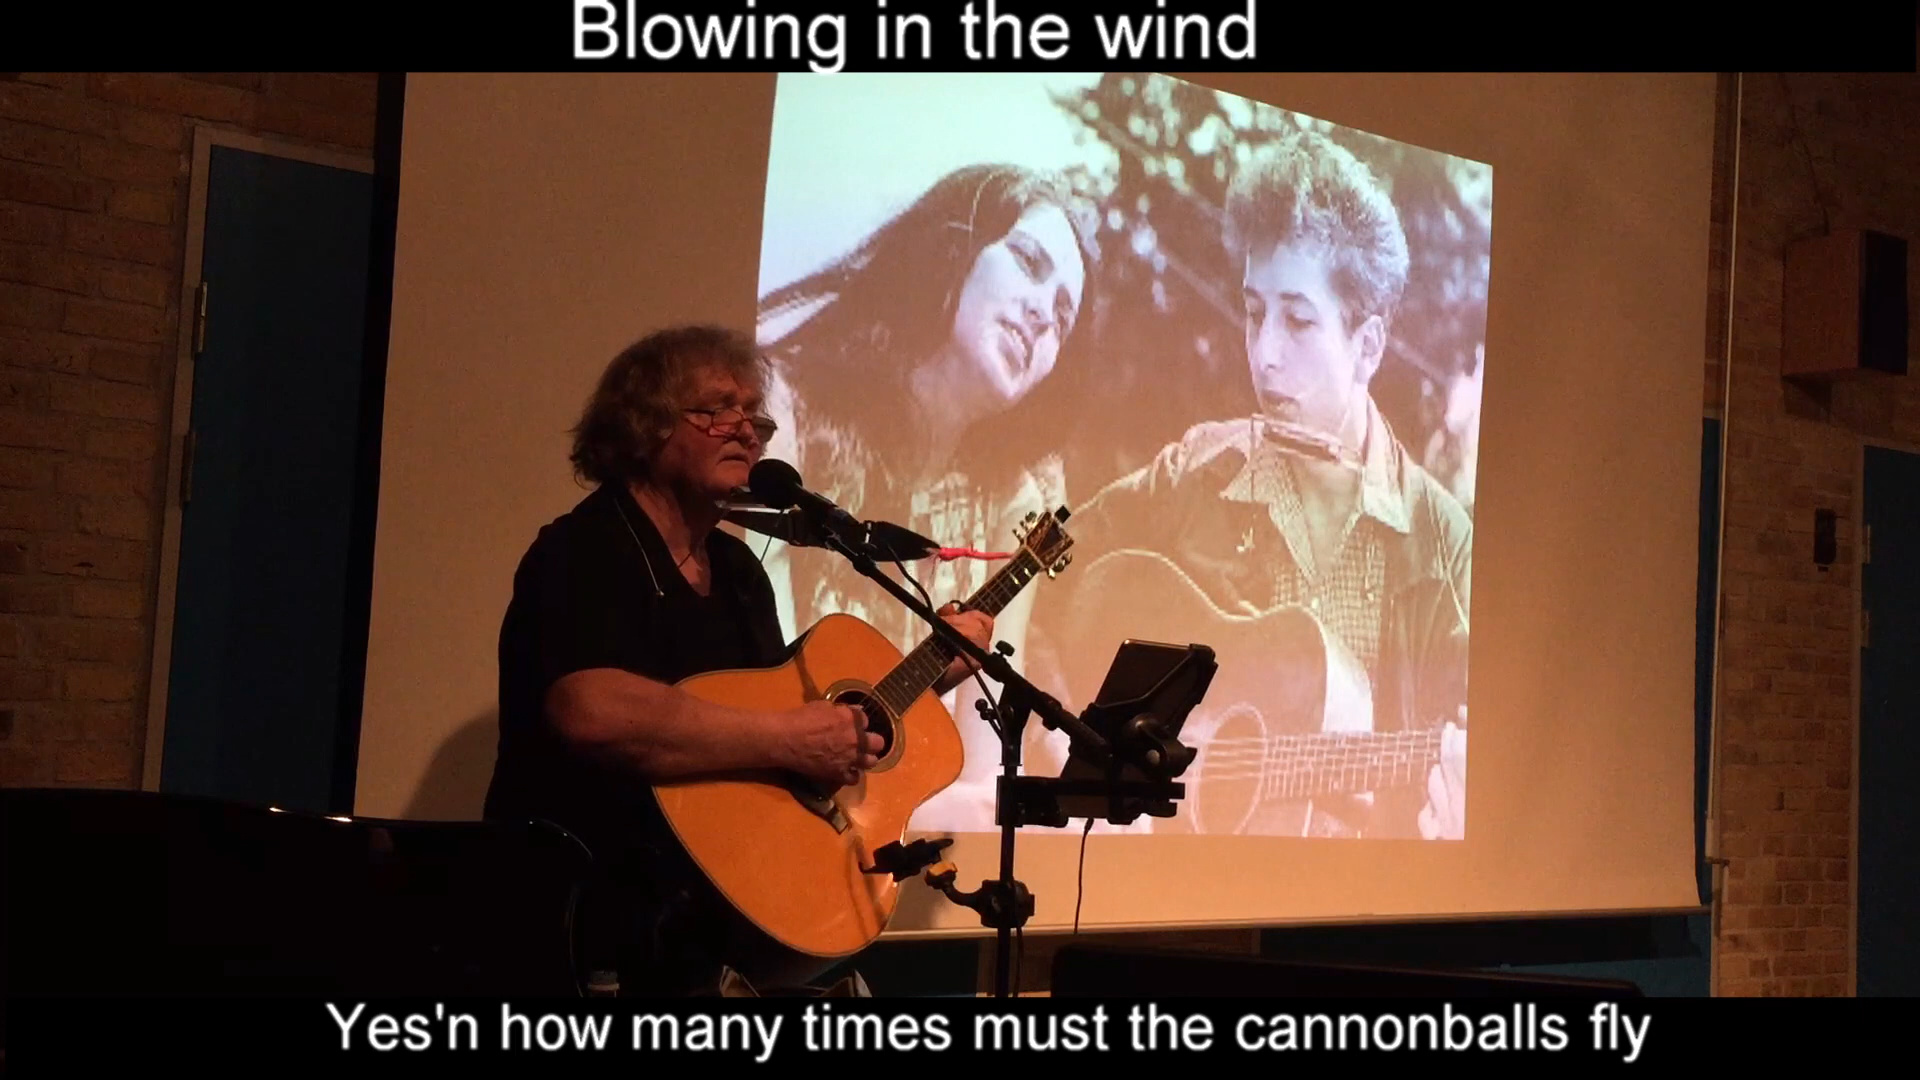 Blowing in the wind
Yes'n how many times must the cannonballs fly